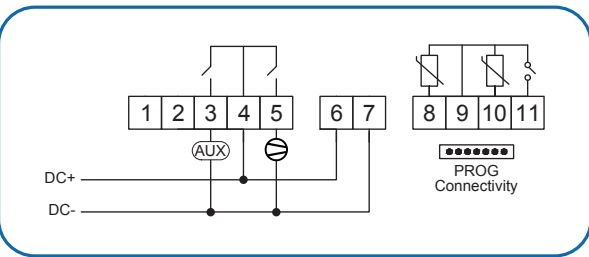 1 2 3 4 5 6 7 8 9 10 11
AUX
PROG
Connectivity
DC+
DC-